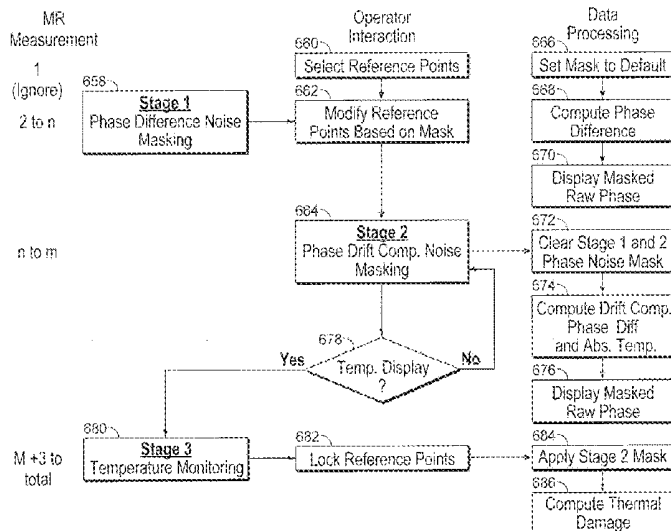 MR
Measurement
Operator
Interaction
Data
Processing
1
(Ignore)
2 to n
n to m
M +3 to
total
658
Stage 1
Phase Difference Noise
Masking
660
Select Reference Points
662
Modify Reference
Points Based on Mask
664
Stage 2
Phase Drift Comp. Noise
Masking
678
Yes
Temp. Display
?
No
680
Stage 3
Temperature Monitoring
682
Lock Reference Points
666
Set Mask to Default
668
Compute Phase
Difference
670
Display Masked
Raw Phase
672
Clear Stage 1 and 2
Phase Noise Mask
674
Compute Drift Comp.
Phase Diff
and Abs. Temp.
676
Display Masked
Raw Phase
684
Apply Stage 2 Mask
686
Compute Thermal
Damage